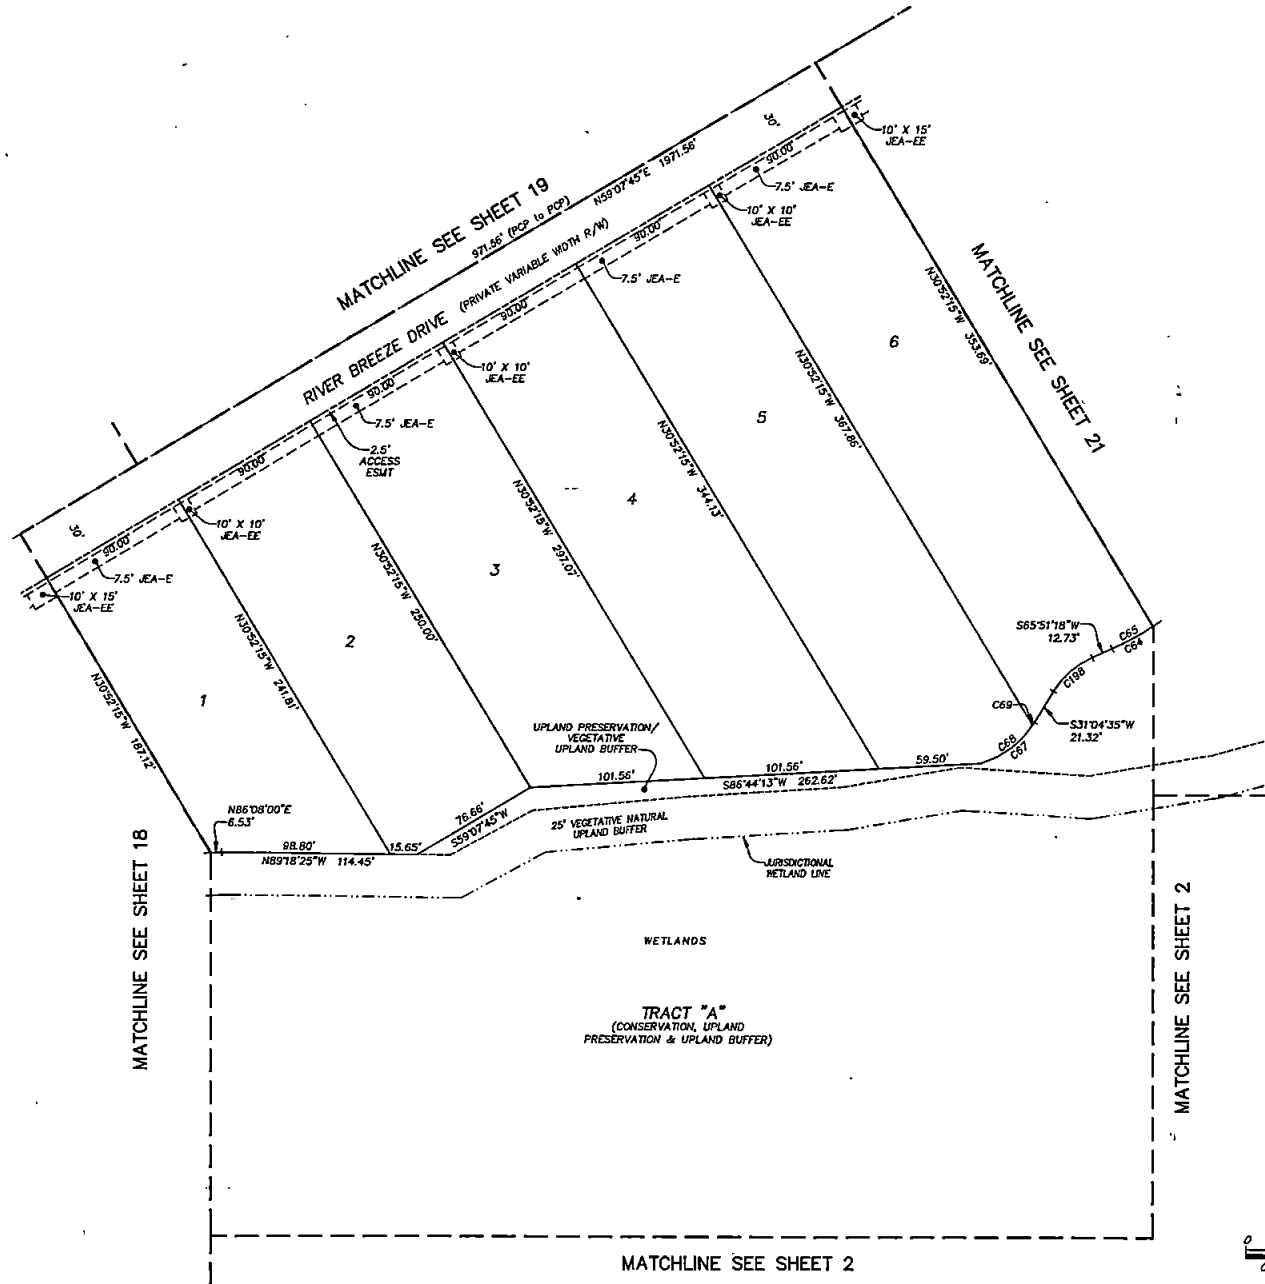 MATCHLINE SEE SHEET 19
971.56' (PCP to PCP)
N59°07'45"E 1971.56'
RIVER BREEZE DRIVE (PRIVATE VARIABLE WIDTH R/W)
30'
90.00'
10' X 15'
JEA-EE
7.5' JEA-E
90.00'
10' X 10'
JEA-EE
7.5' JEA-E
90.00'
90.00'
10' X 10'
JEA-EE
7.5' JEA-E
90.00'
2.5'
ACCESS
ESMT
90.00'
10' X 10'
JEA-EE
30'
7.5' JEA-E
10' X 15'
JEA-EE
MATCHLINE SEE SHEET 21
N30°52'15"W 353.69'
6
N30°52'15"W 367.86'
5
N30°52'15"W 344.13'
4
N30°52'15"W 297.07'
3
N30°52'15"W 250.00'
2
N30°52'15"W 241.81'
1
N30°52'15"W 187.12'
S65°51'18"W
12.73'
C65
C64
C198
C69
S31°04'35"W
21.32'
C68
C67
UPLAND PRESERVATION/
VEGETATIVE
UPLAND BUFFER
101.56'
101.56'
59.50'
S86°44'13"W 262.62'
N86°08'00"E
6.53'
98.80'
15.65'
N89°18'25"W 114.45'
76.66'
S59°07'45"W
25' VEGETATIVE NATURAL
UPLAND BUFFER
JURISDICTIONAL
WETLAND LINE
MATCHLINE SEE SHEET 18
WETLANDS
TRACT "A"
(CONSERVATION, UPLAND
PRESERVATION & UPLAND BUFFER)
MATCHLINE SEE SHEET 2
MATCHLINE SEE SHEET 2
0